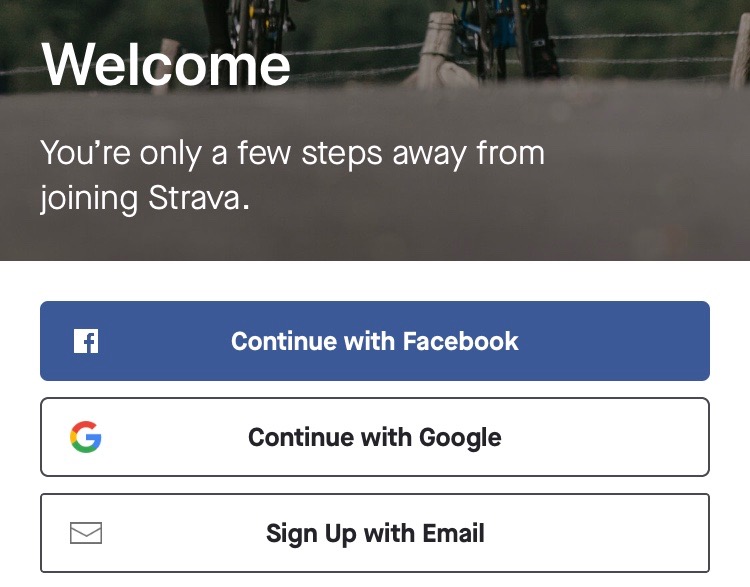 Welcome
You’re only a few steps away from
joining Strava.
Continue with Facebook
Continue with Google
Sign Up with Email